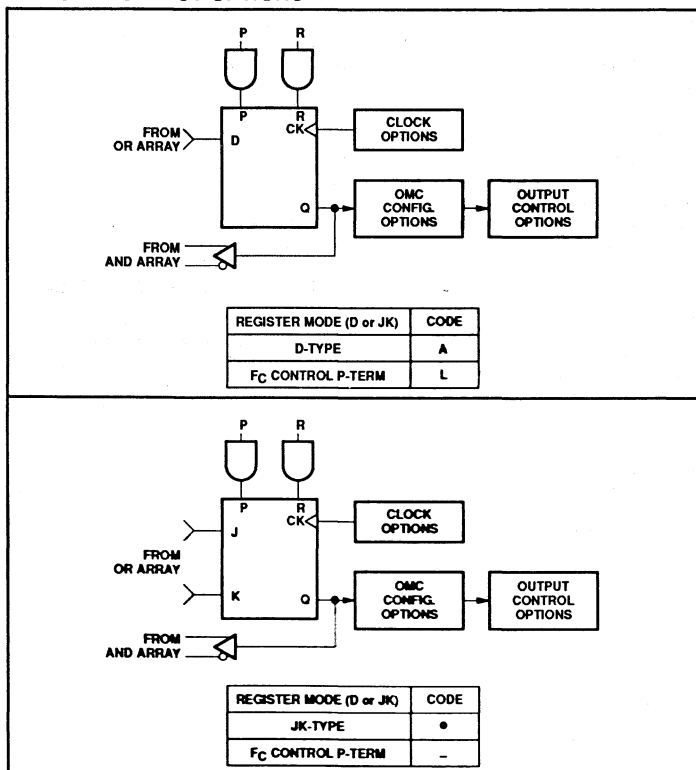 P R
P R
CK
FROM
OR ARRAY
D
CLOCK
OPTIONS
Q
OMC
CONFIG.
OPTIONS
OUTPUT
CONTROL
OPTIONS
FROM
AND ARRAY
REGISTER MODE (D or JK) CODE
D-TYPE A
FC CONTROL P-TERM L
P R
P R
CK
J
FROM
OR ARRAY
K
CLOCK
OPTIONS
Q
OMC
CONFIG.
OPTIONS
OUTPUT
CONTROL
OPTIONS
FROM
AND ARRAY
REGISTER MODE (D or JK) CODE
JK-TYPE •
FC CONTROL P-TERM –